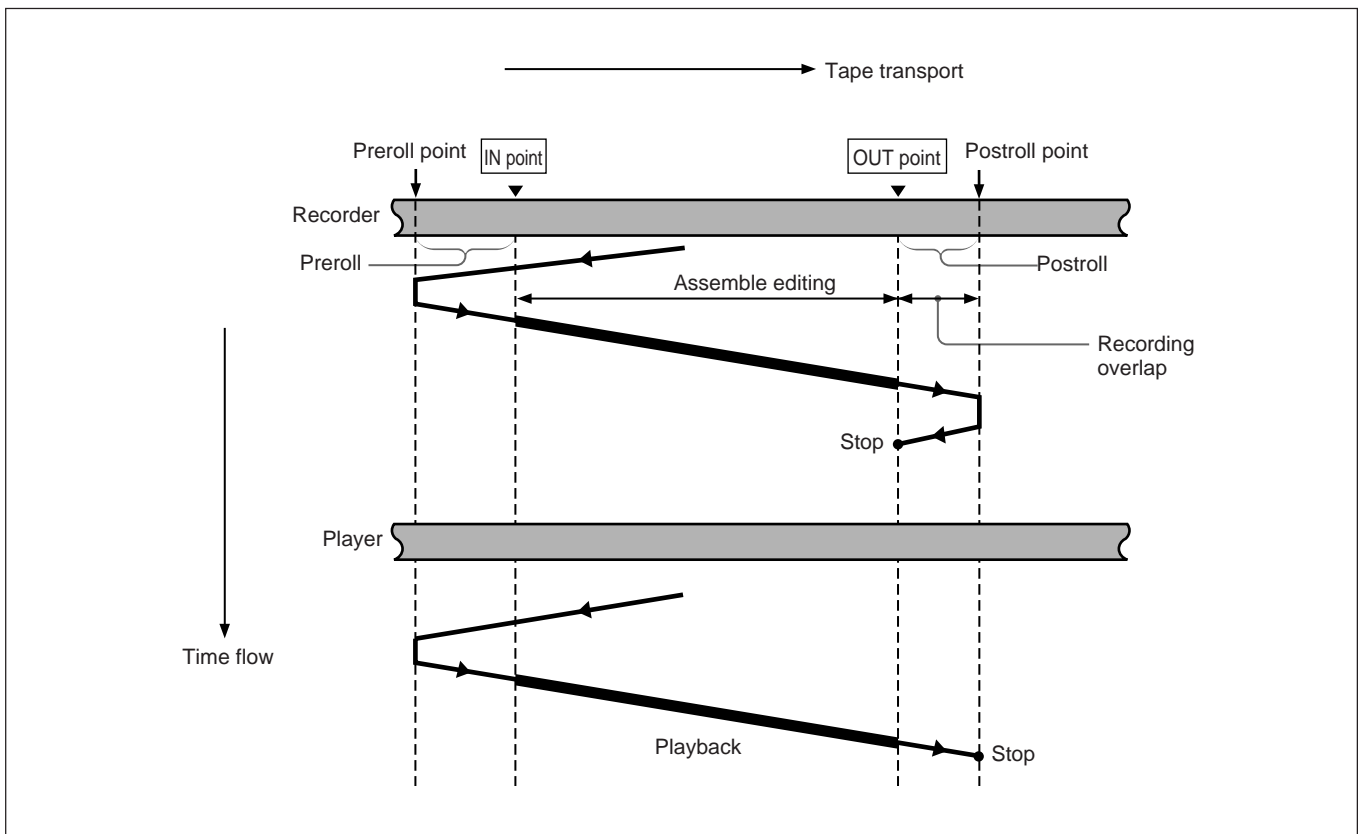 Tape transport
Preroll point
IN point
OUT point
Postroll point
Recorder
Preroll
Postroll
Assemble editing
Recording
overlap
Stop
Player
Time flow
Playback
Stop